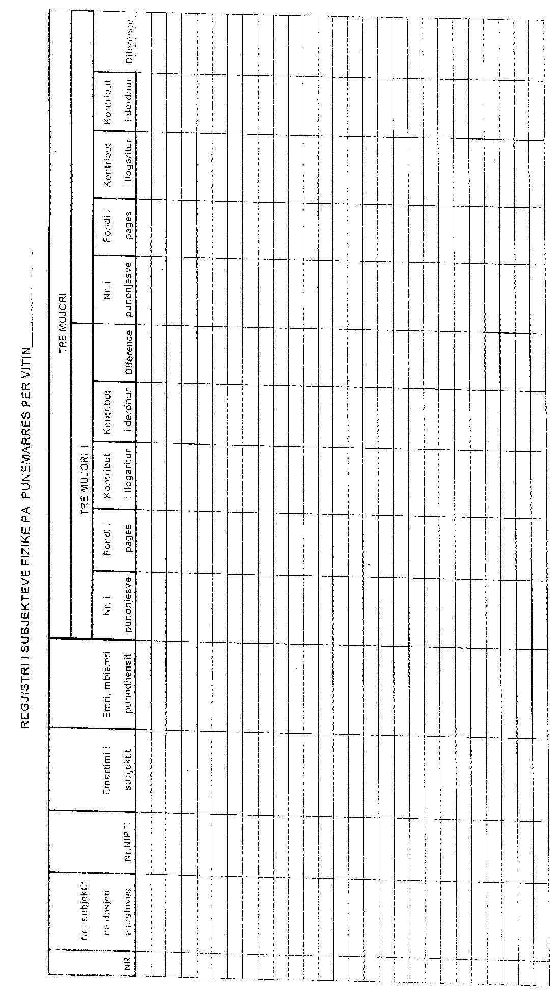 REGJISTRI I SUBJEKTEVE FIZIKE PA PUNEMARRES PER VITIN__________
TRE MUJORI
TRE MUJORI I
NR.
Nr.i subjektit
ne dosjen
e arshives
Nr.NIPTI
Emertimi i
subjektit
Emri, mbiemri
punedhensit
Nr. i
punonjesve
Fondi i
pages
Kontribut
i llogaritur
Kontribut
i derdhur
Diference
Nr. i
punonjesve
Fondi i
pages
Kontribut
i llogaritur
Kontribut
i derdhur
Diference